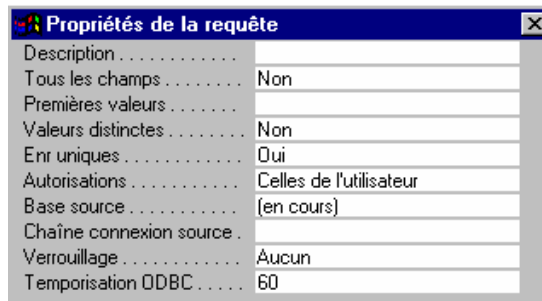 Propriétés de la requête
Description . . . . . . . . . . . .
Tous les champs . . . . . . . Non
Premières valeurs . . . . . . .
Valeurs distinctes . . . . . . . . Non
Enr uniques . . . . . . . . . . . . Oui
Autorisations . . . . . . . . . . . Celles de l'utilisateur
Base source . . . . . . . . . . . (en cours)
Chaîne connexion source .
Verrouillage . . . . . . . . . . . . Aucun
Temporisation ODBC . . . . . 60